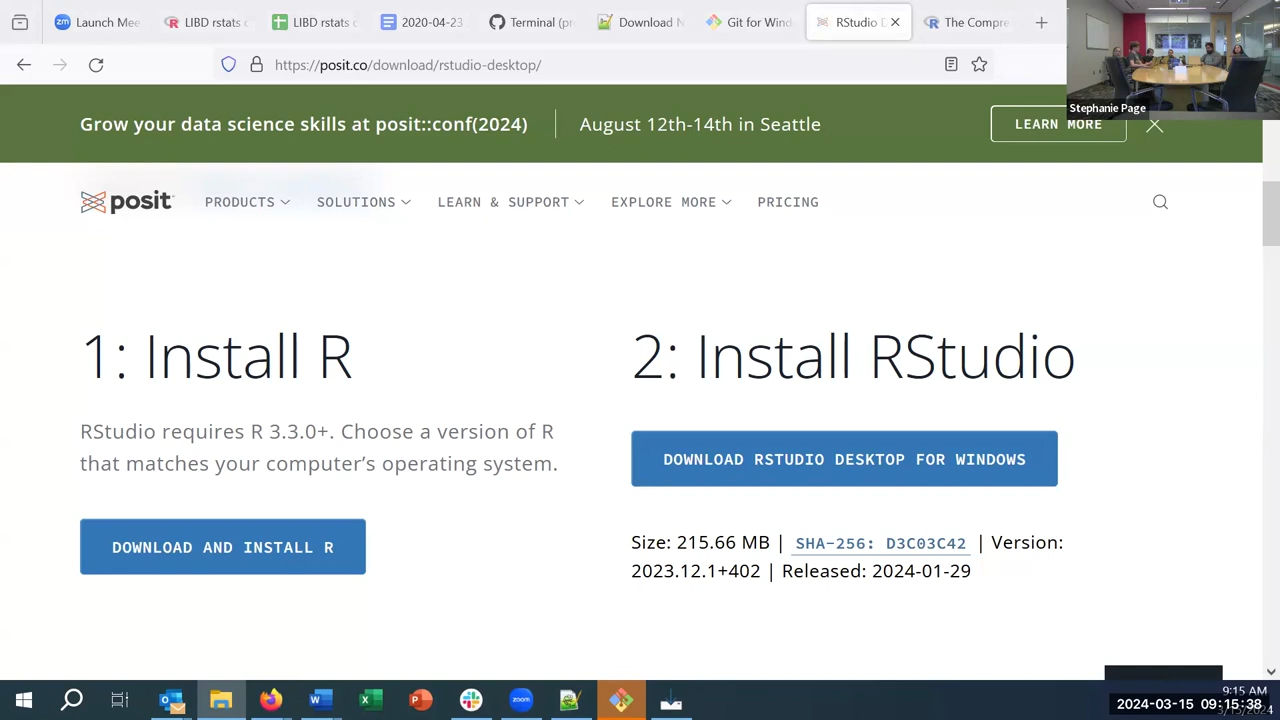 Launch Mee
LIBD rstats c
LIBD rstats c
2020-04-23
Terminal (pr
Download N
Git for Wind
RStudio D
The Compre
https://posit.co/download/rstudio-desktop/
Stephanie Page
Grow your data science skills at posit::conf(2024)
August 12th-14th in Seattle
LEARN MORE
posit
PRODUCTS
SOLUTIONS
LEARN & SUPPORT
EXPLORE MORE
PRICING
1: Install R
RStudio requires R 3.3.0+. Choose a version of R
that matches your computer's operating system.
DOWNLOAD AND INSTALL R
2: Install RStudio
DOWNLOAD RSTUDIO DESKTOP FOR WINDOWS
Size: 215.66 MB | SHA-256: D3C03C42 | Version:
2023.12.1+402 | Released: 2024-01-29
zoom
9:15 AM
2024-03-15 09:15:38